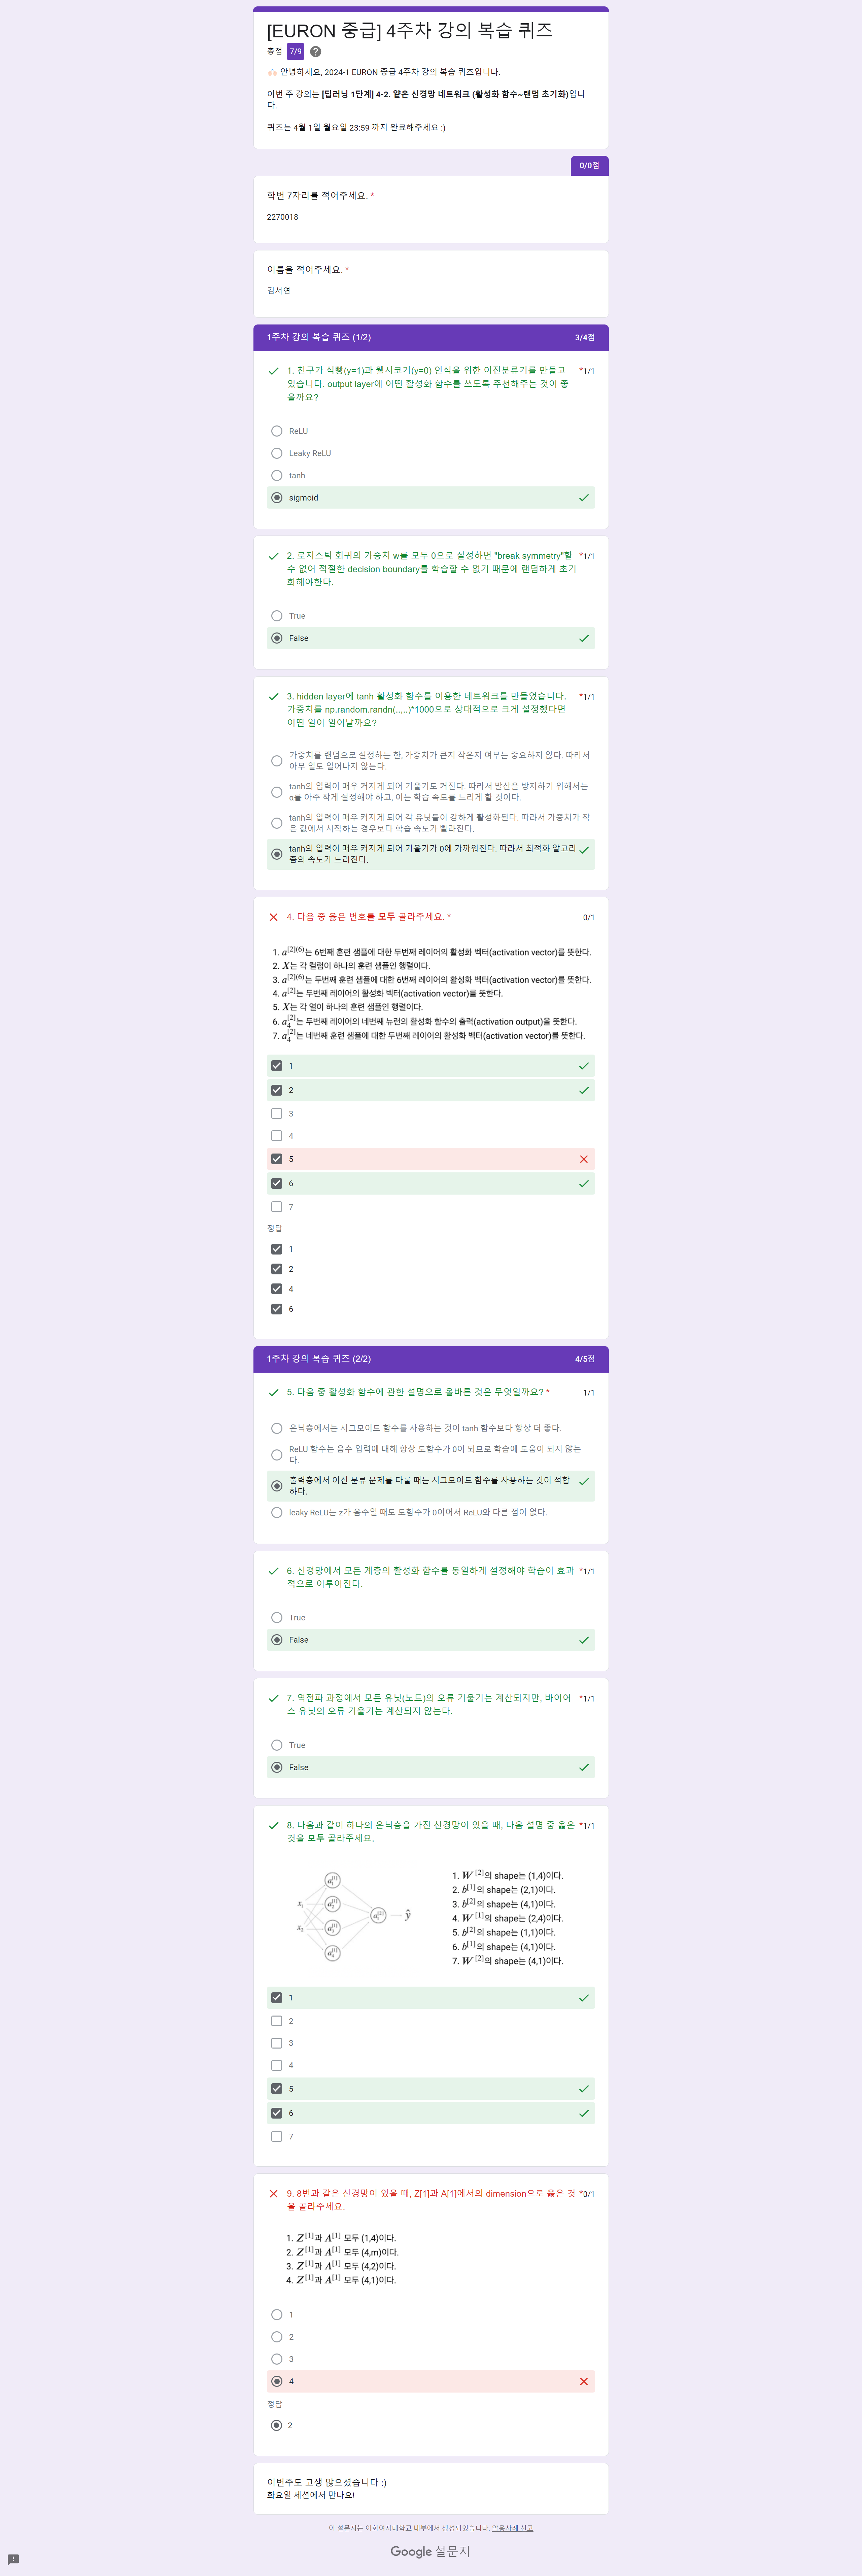 [EURON 중급] 4주차 강의 복습 퀴즈
총점 7/9
🙌🏻 안녕하세요, 2024-1 EURON 중급 4주차 강의 복습 퀴즈입니다.
이번 주 강의는 [딥러닝 1단계] 4-2. 얕은 신경망 네트워크 (활성화 함수~랜덤 초기화)입니
다.
퀴즈는 4월 1일 월요일 23:59 까지 완료해주세요 :)
0/0점
학번 7자리를 적어주세요. *
2270018
이름을 적어주세요. *
김서연
1주차 강의 복습 퀴즈 (1/2) 3/4점
1. 친구가 식빵(y=1)과 웰시코기(y=0) 인식을 위한 이진분류기를 만들고 *1/1
있습니다. output layer에 어떤 활성화 함수를 쓰도록 추천해주는 것이 좋
을까요?
ReLU
Leaky ReLU
tanh
sigmoid
2. 로지스틱 회귀의 가중치 w를 모두 0으로 설정하면 "break symmetry"할 *1/1
수 없어 적절한 decision boundary를 학습할 수 없기 때문에 랜덤하게 초기
화해야한다.
True
False
3. hidden layer에 tanh 활성화 함수를 이용한 네트워크를 만들었습니다. *1/1
가중치를 np.random.randn(..,..)*1000으로 상대적으로 크게 설정했다면
어떤 일이 일어날까요?
가중치를 랜덤으로 설정하는 한, 가중치가 큰지 작은지 여부는 중요하지 않다. 따라서
아무 일도 일어나지 않는다.
tanh의 입력이 매우 커지게 되어 기울기도 커진다. 따라서 발산을 방지하기 위해서는
α를 아주 작게 설정해야 하고, 이는 학습 속도를 느리게 할 것이다.
tanh의 입력이 매우 커지게 되어 각 유닛들이 강하게 활성화된다. 따라서 가중치가 작
은 값에서 시작하는 경우보다 학습 속도가 빨라진다.
tanh의 입력이 매우 커지게 되어 기울기가 0에 가까워진다. 따라서 최적화 알고리
즘의 속도가 느려진다.
4. 다음 중 옳은 번호를 모두 골라주세요. * 0/1
1. a[2](6)는 6번째 훈련 샘플에 대한 두번째 레이어의 활성화 벡터(activation vector)를 뜻한다.
2. X는 각 컬럼이 하나의 훈련 샘플인 행렬이다.
3. a[2](6)는 두번째 훈련 샘플에 대한 6번째 레이어의 활성화 벡터(activation vector)를 뜻한다.
4. a[2]는 두번째 레이어의 활성화 벡터(activation vector)를 뜻한다.
5. X는 각 열이 하나의 훈련 샘플인 행렬이다.
6. a4[2]는 두번째 레이어의 네번째 뉴런의 활성화 함수의 출력(activation output)을 뜻한다.
7. a4[2]는 네번째 훈련 샘플에 대한 두번째 레이어의 활성화 벡터(activation vector)를 뜻한다.
1
2
3
4
5
6
7
정답
1
2
4
6
1주차 강의 복습 퀴즈 (2/2) 4/5점
5. 다음 중 활성화 함수에 관한 설명으로 올바른 것은 무엇일까요? * 1/1
은닉층에서는 시그모이드 함수를 사용하는 것이 tanh 함수보다 항상 더 좋다.
ReLU 함수는 음수 입력에 대해 항상 도함수가 0이 되므로 학습에 도움이 되지 않는
다.
출력층에서 이진 분류 문제를 다룰 때는 시그모이드 함수를 사용하는 것이 적합
하다.
leaky ReLU는 z가 음수일 때도 도함수가 0이어서 ReLU와 다른 점이 없다.
6. 신경망에서 모든 계층의 활성화 함수를 동일하게 설정해야 학습이 효과 *1/1
적으로 이루어진다.
True
False
7. 역전파 과정에서 모든 유닛(노드)의 오류 기울기는 계산되지만, 바이어 *1/1
스 유닛의 오류 기울기는 계산되지 않는다.
True
False
8. 다음과 같이 하나의 은닉층을 가진 신경망이 있을 때, 다음 설명 중 옳은 *1/1
것을 모두 골라주세요.
x1
x2
a1[1]
a2[1]
a3[1]
a4[1]
a1[2]
ŷ
1. W[2]의 shape는 (1,4)이다.
2. b[1]의 shape는 (2,1)이다.
3. b[2]의 shape는 (4,1)이다.
4. W[1]의 shape는 (2,4)이다.
5. b[2]의 shape는 (1,1)이다.
6. b[1]의 shape는 (4,1)이다.
7. W[2]의 shape는 (4,1)이다.
1
2
3
4
5
6
7
9. 8번과 같은 신경망이 있을 때, Z[1]과 A[1]에서의 dimension으로 옳은 것 *0/1
을 골라주세요.
1. Z[1]과 A[1] 모두 (1,4)이다.
2. Z[1]과 A[1] 모두 (4,m)이다.
3. Z[1]과 A[1] 모두 (4,2)이다.
4. Z[1]과 A[1] 모두 (4,1)이다.
1
2
3
4
정답
2
이번주도 고생 많으셨습니다 :)
화요일 세션에서 만나요!
이 설문지는 이화여자대학교 내부에서 생성되었습니다. 악용사례 신고
Google 설문지